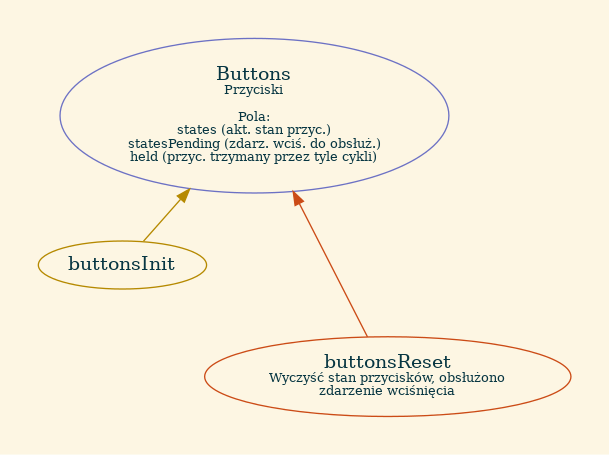 Buttons
Przyciski
Pola:
states (akt. stan przyc.)
statesPending (zdarz. wciś. do obsłuż.)
held (przyc. trzymany przez tyle cykli)
buttonsInit
buttonsReset
Wyczyść stan przycisków, obsłużono
zdarzenie wciśnięcia